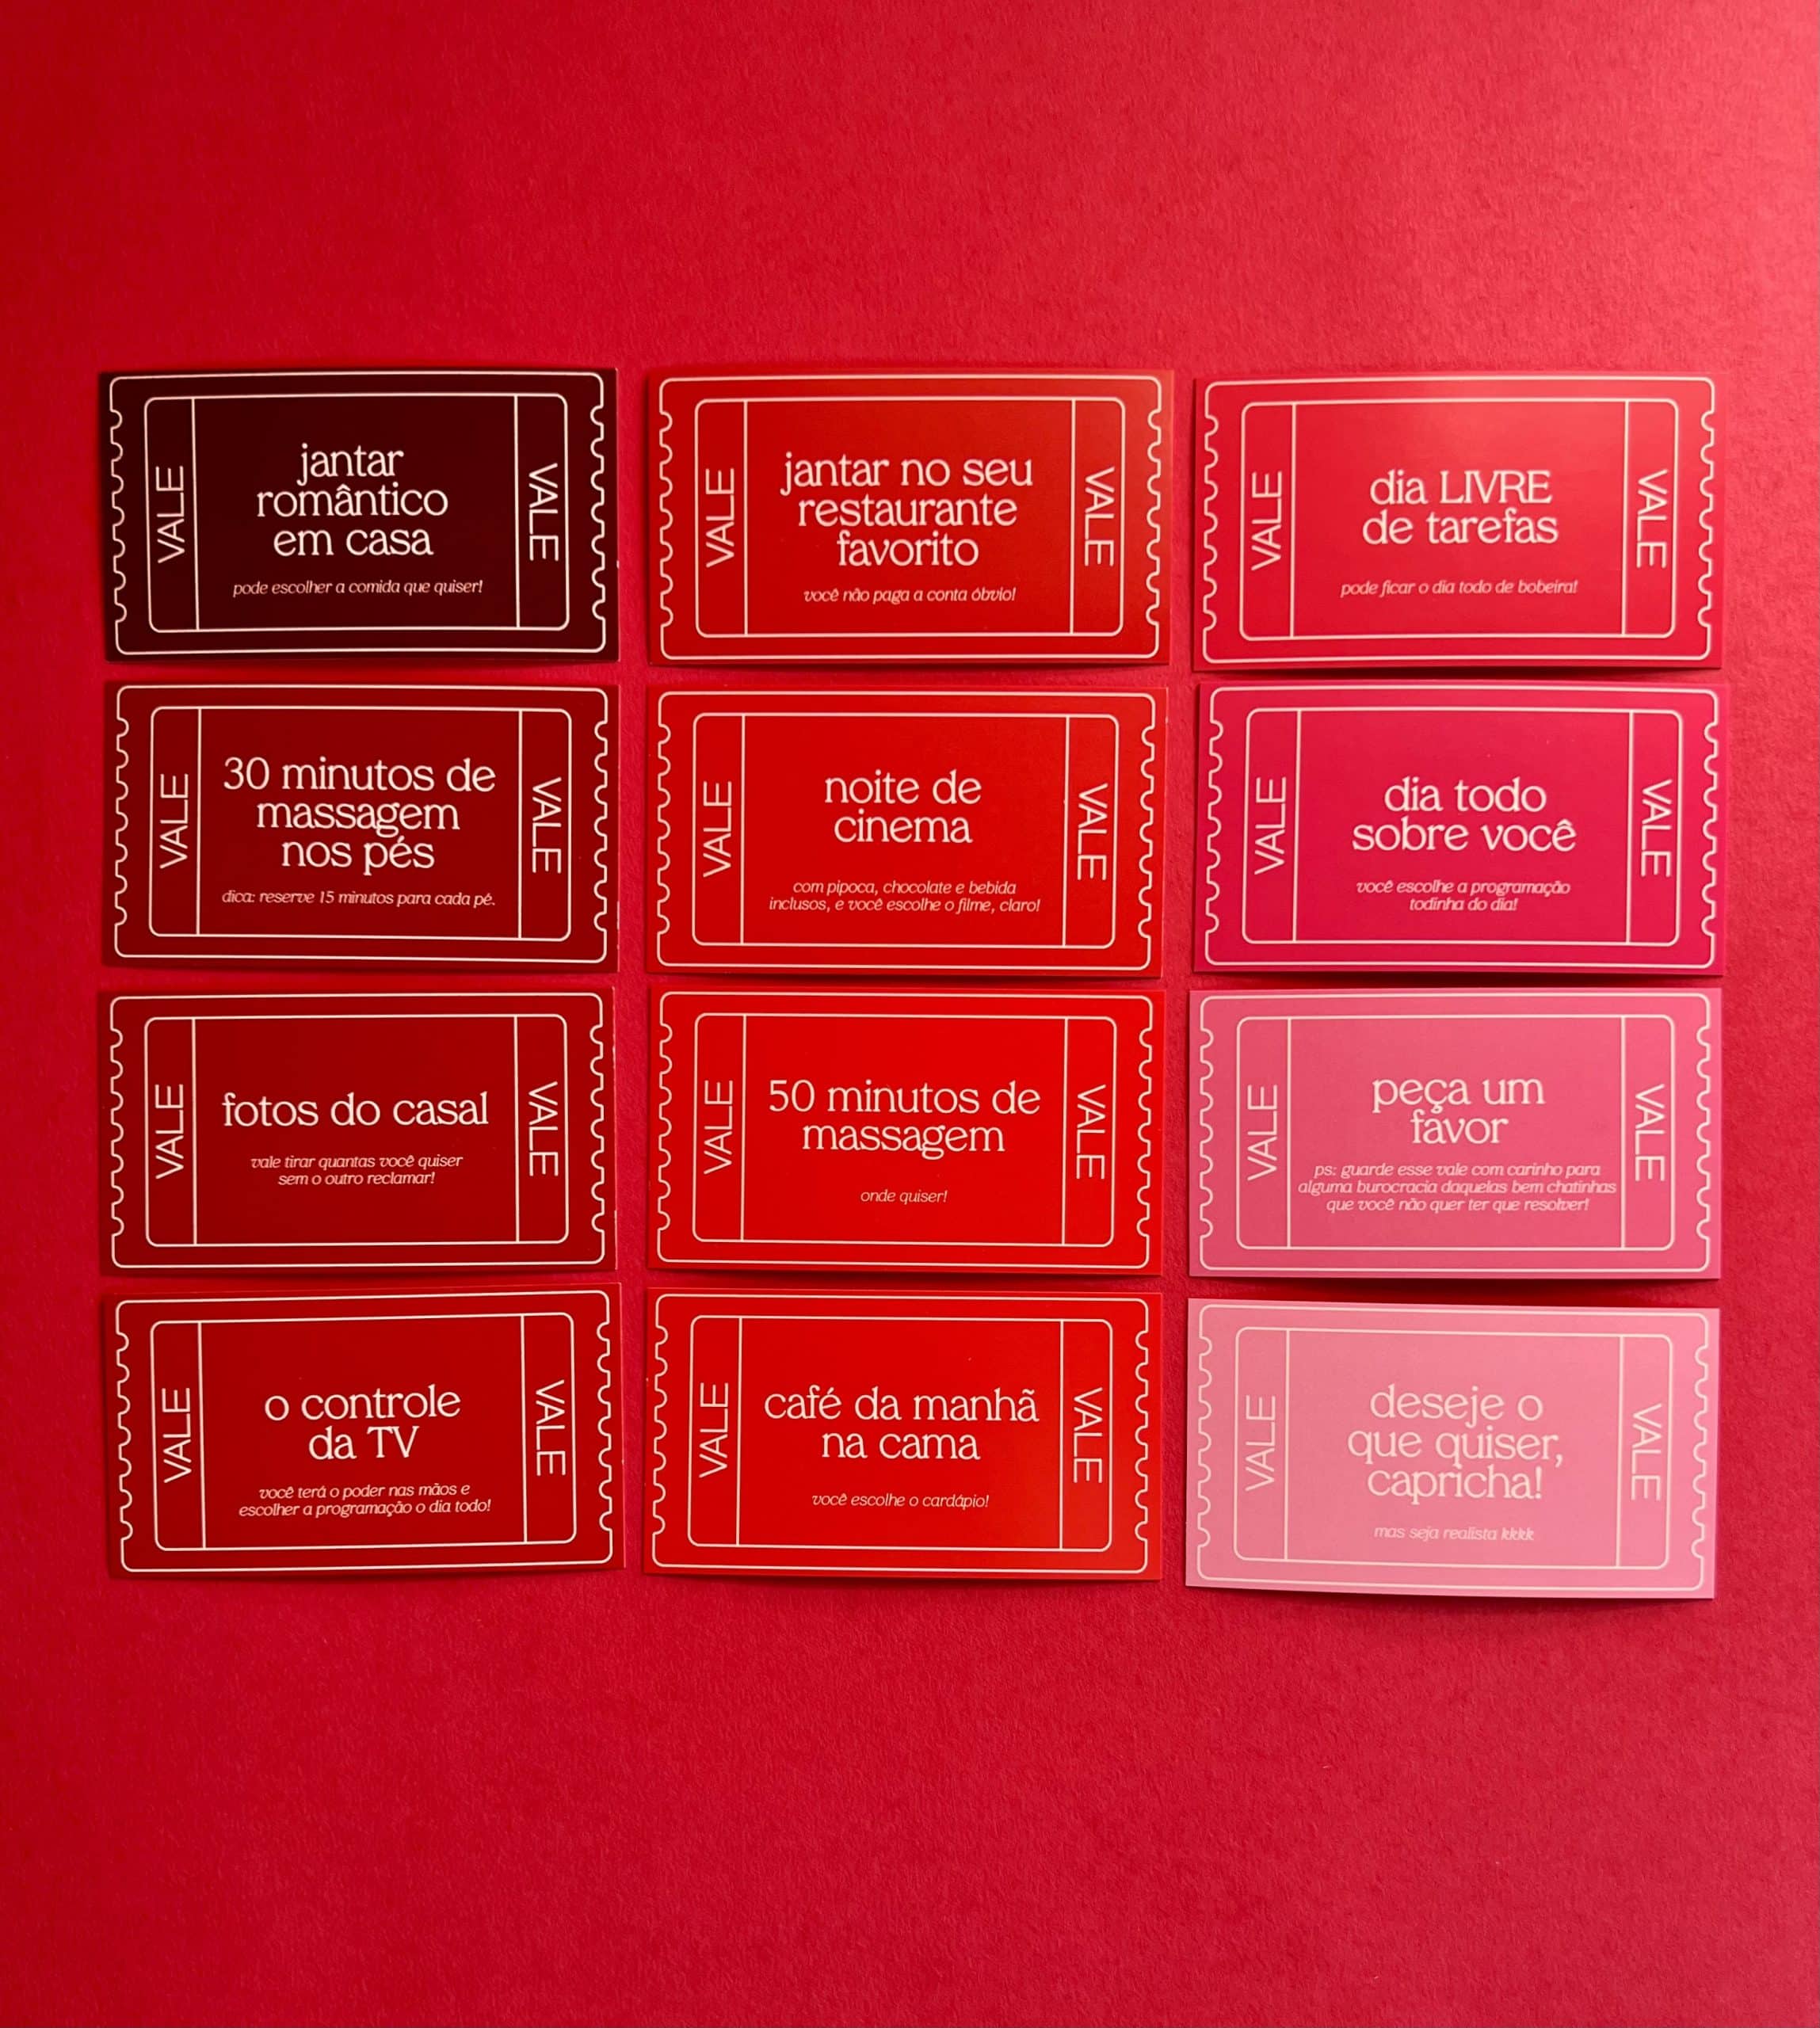 VALE
jantar
romântico
em casa
pode escolher a comida que quiser!
VALE
VALE
jantar no seu
restaurante
favorito
você não paga a conta óbvio!
VALE
VALE
dia LIVRE
de tarefas
pode ficar o dia todo de bobeira!
VALE
VALE
30 minutos de
massagem
nos pés
dica: reserve 15 minutos para cada pé.
VALE
VALE
noite de
cinema
com pipoca, chocolate e bebida
inclusos, e você escolhe o filme, claro!
VALE
VALE
dia todo
sobre você
você escolhe a programação
todinha do dia!
VALE
VALE
fotos do casal
vale tirar quantas você quiser
sem o outro reclamar!
VALE
VALE
50 minutos de
massagem
onde quiser!
VALE
VALE
peça um
favor
ps: guarde esse vale com carinho para
alguma burocracia daquelas bem chatinhas
que você não quer ter que resolver!
VALE
VALE
o controle
da TV
você terá o poder nas mãos e
escolher a programação o dia todo!
VALE
VALE
café da manhã
na cama
você escolhe o cardápio!
VALE
VALE
deseje o
que quiser,
capricha!
mas seja realista kkkk
VALE